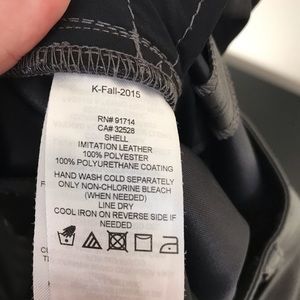 K-Fall-2015
RN# 91714
CA# 32528
SHELL
IMITATION LEATHER
100% POLYESTER
100% POLYURETHANE COATING
HAND WASH COLD SEPARATELY
ONLY NON-CHLORINE BLEACH
(WHEN NEEDED)
LINE DRY
COOL IRON ON REVERSE SIDE IF
NEEDED